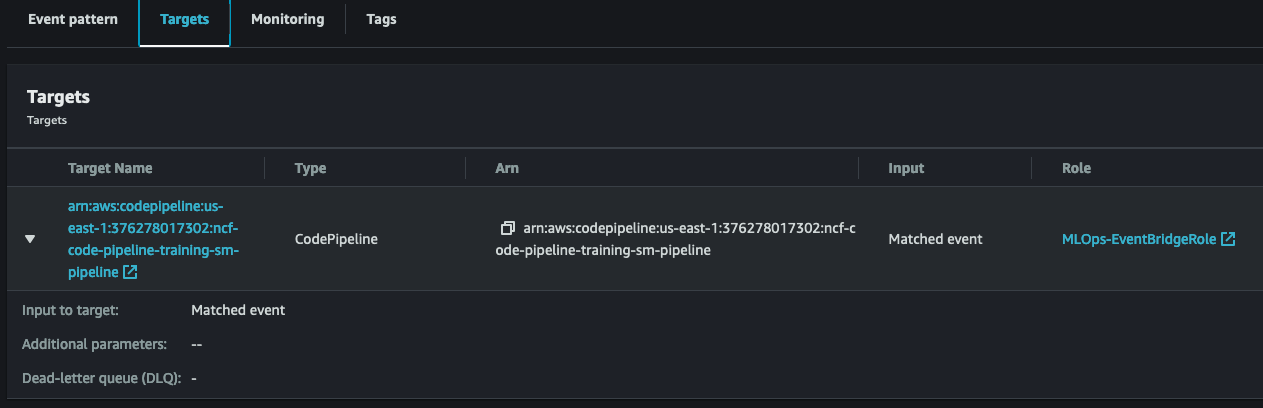 Event pattern Targets Monitoring Tags
Targets
Targets
Target Name Type Arn Input Role
arn:aws:codepipeline:us-
east-1:376278017302:ncf-
code-pipeline-training-sm-
pipeline
CodePipeline
arn:aws:codepipeline:us-east-1:376278017302:ncf-c
ode-pipeline-training-sm-pipeline
Matched event
MLOps-EventBridgeRole
Input to target: Matched event
Additional parameters: --
Dead-letter queue (DLQ): -